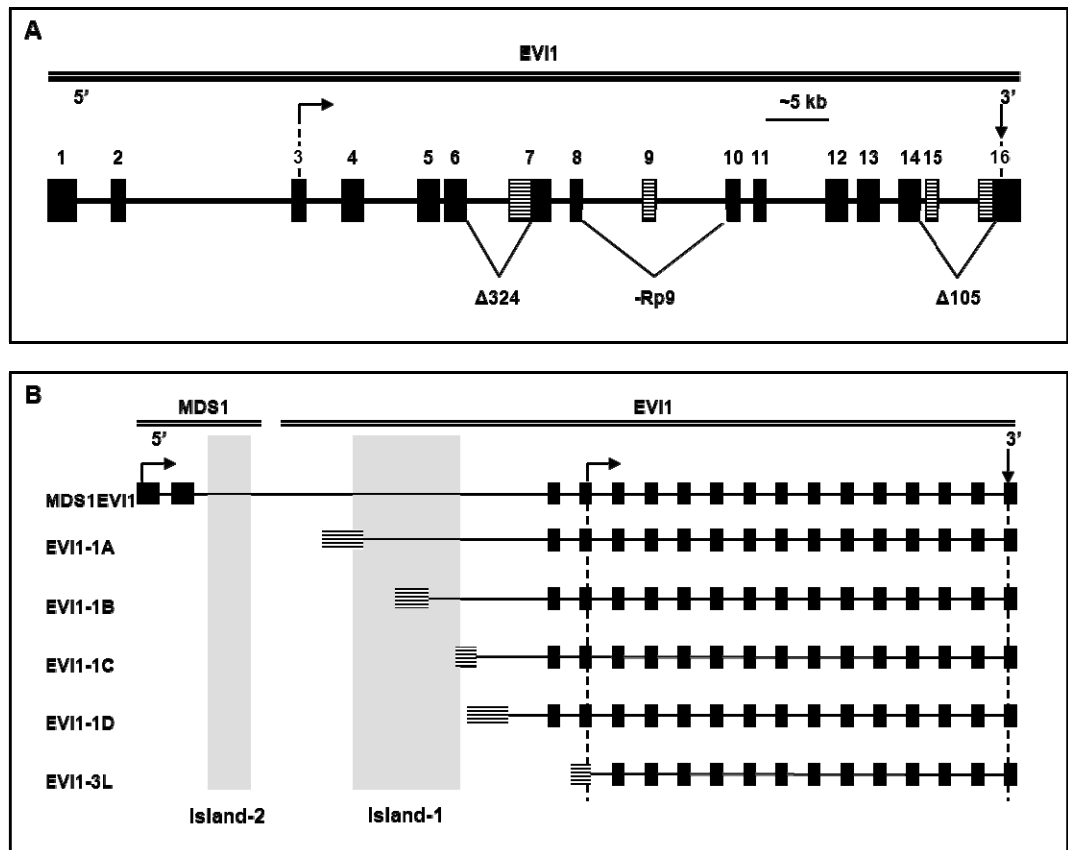 A
EVI1
5’ 3’
~5 kb
1 2 3 4 5 6 7 8 9 10 11 12 13 14 15 16
Δ324 -Rp9 Δ105
B
MDS1 EVI1
5’ 3’
MDS1EVI1
EVI1-1A
EVI1-1B
EVI1-1C
EVI1-1D
EVI1-3L
Island-2 Island-1